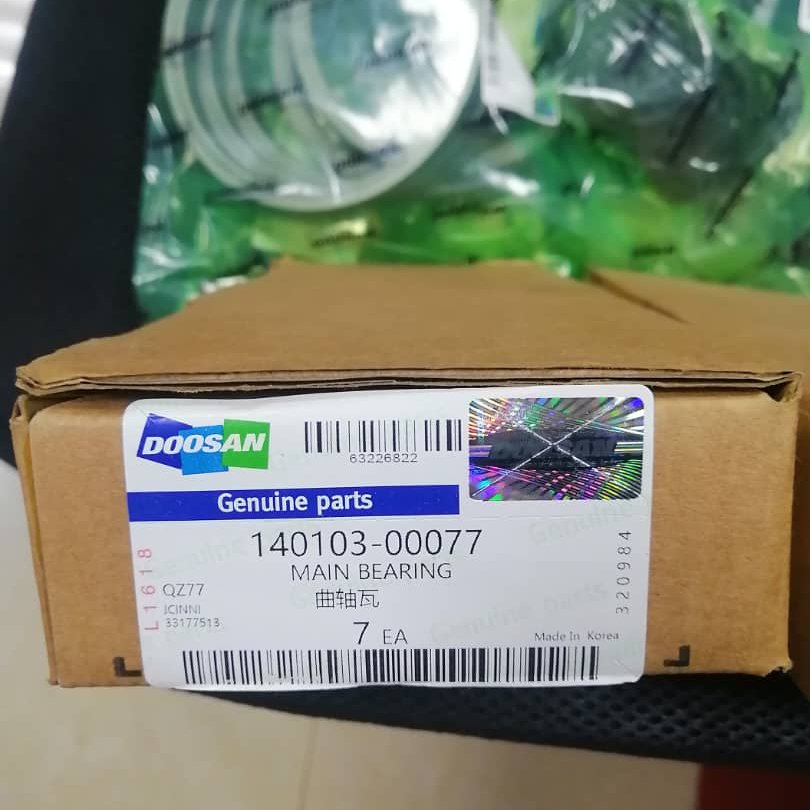 DOOSAN
63226822
Genuine parts
140103-00077
MAIN BEARING
曲轴瓦
7 EA
QZ77
JCINNI
33177513
L1618
320984
Made In Korea